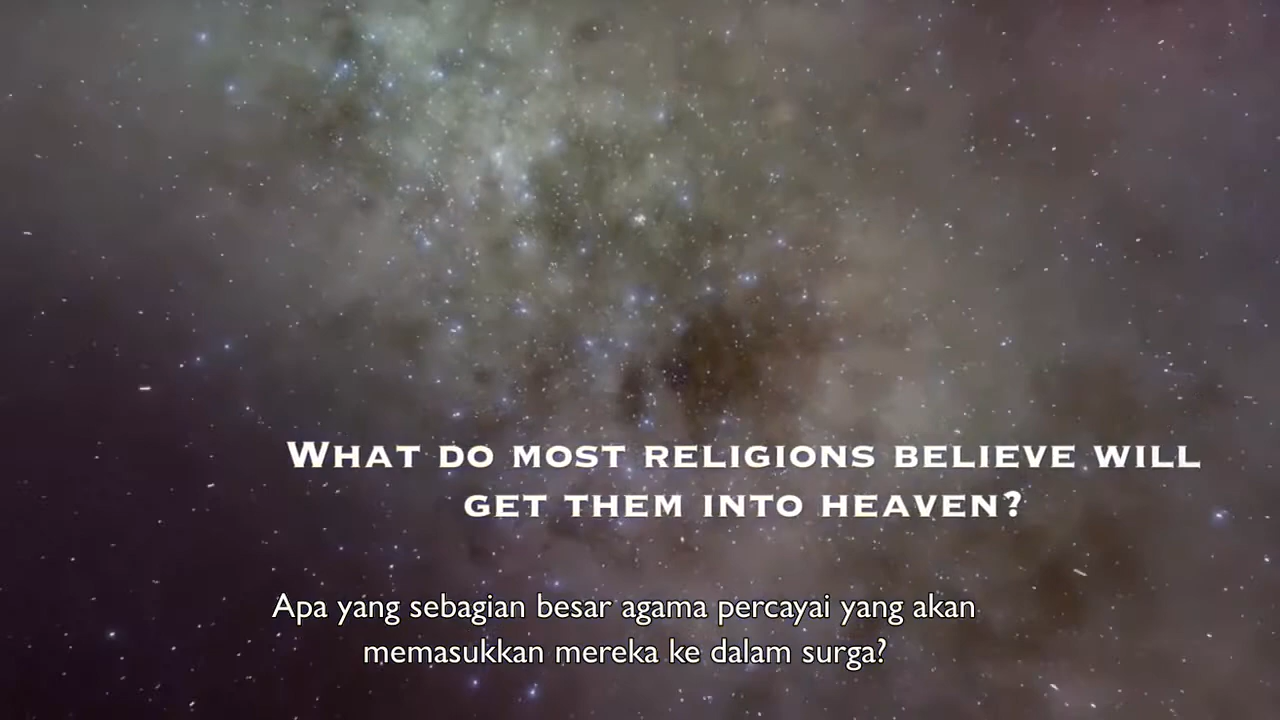 What do most religions believe will
get them into heaven?
Apa yang sebagian besar agama percayai yang akan
memasukkan mereka ke dalam surga?